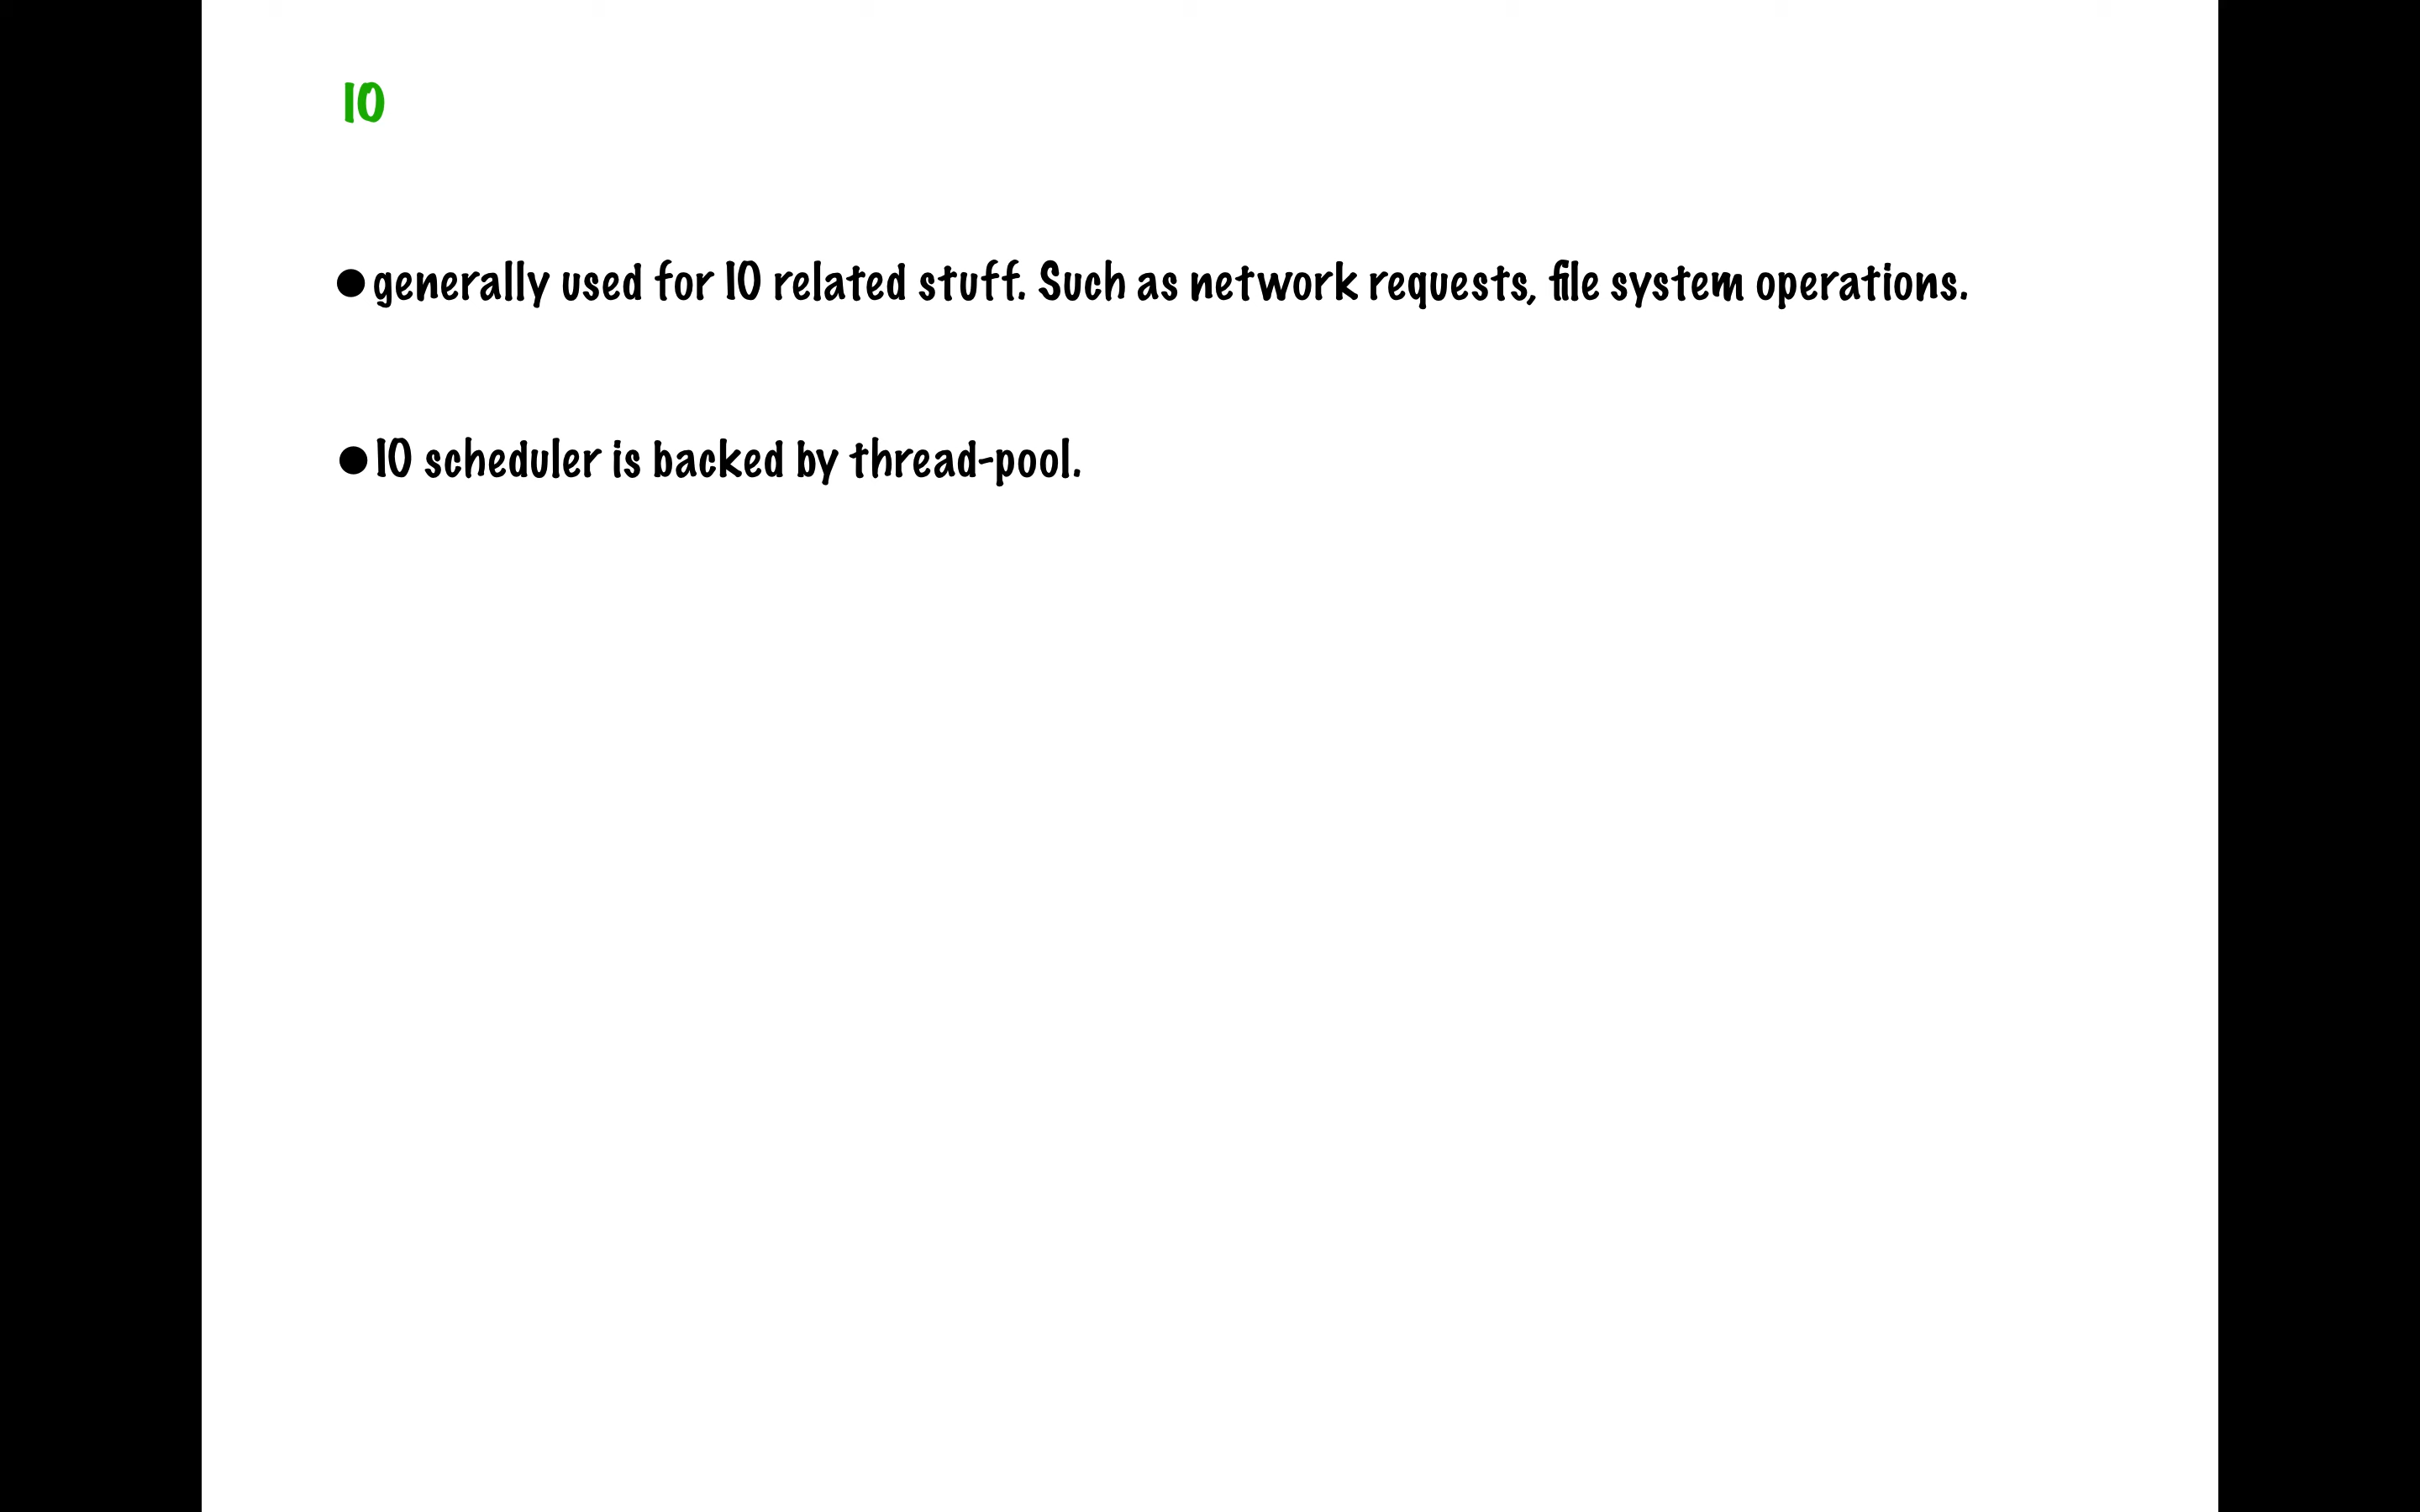 IO
● generally used for IO related stuff. Such as network requests, file system operations.
● IO scheduler is backed by thread-pool.